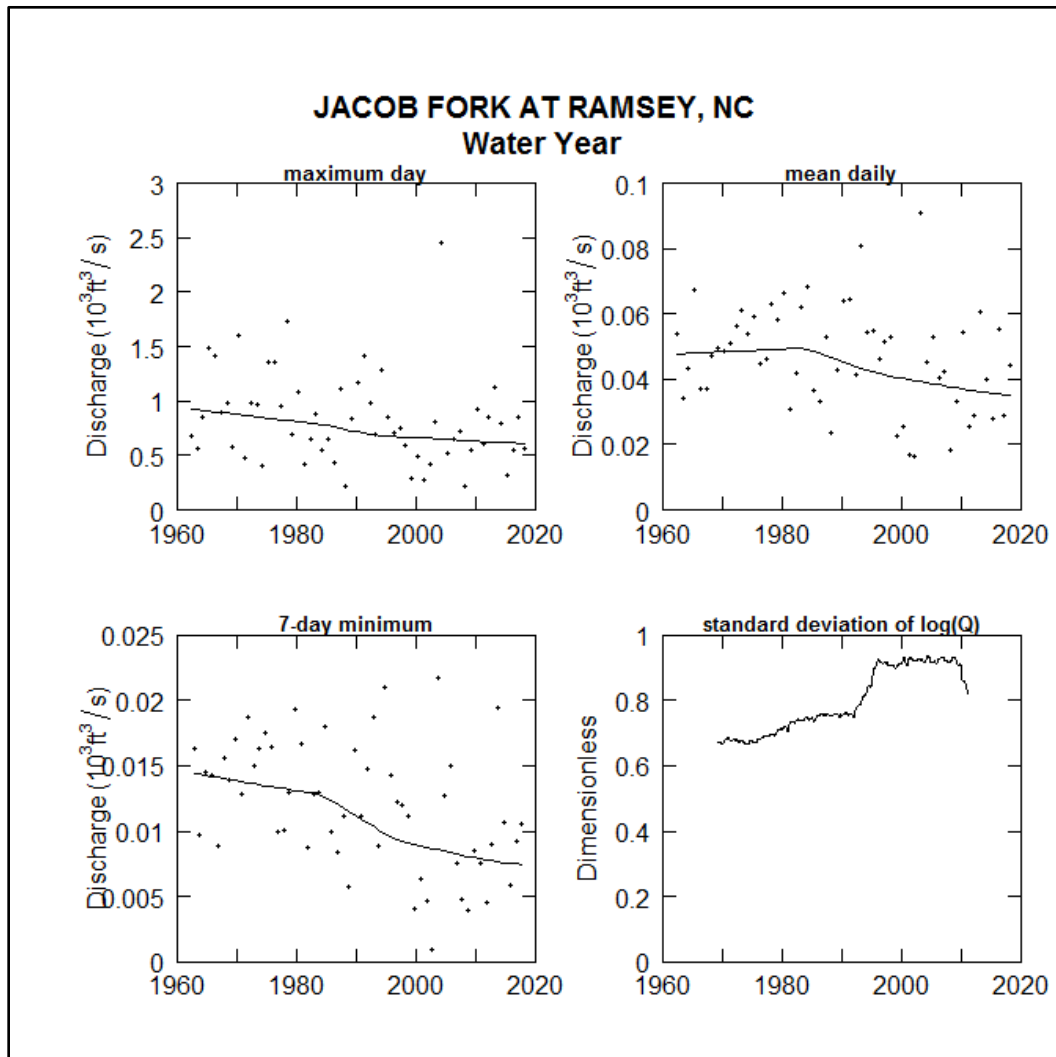 JACOB FORK AT RAMSEY, NC
Water Year
maximum day
Discharge (10³ft³/s)
3
2.5
2
1.5
1
0.5
0
1960 1980 2000 2020
mean daily
Discharge (10³ft³/s)
0.1
0.08
0.06
0.04
0.02
0
1960 1980 2000 2020
7-day minimum
Discharge (10³ft³/s)
0.025
0.020
0.015
0.01
0.005
0
1960 1980 2000 2020
standard deviation of log(Q)
Dimensionless
1
0.8
0.6
0.4
0.2
0
1960 1980 2000 2020